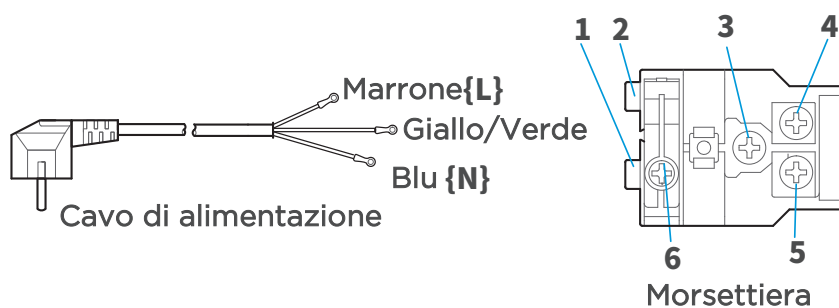 Marrone{L}
Giallo/Verde
Blu {N}
Cavo di alimentazione
1 2 3 4
6 5
Morsettiera